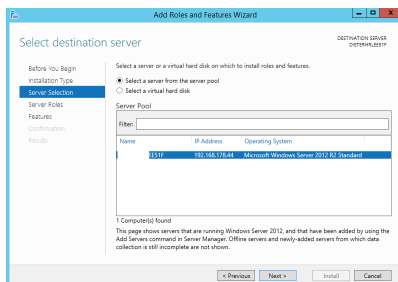 Add Roles and Features Wizard
Select destination server
DESTINATION SERVER
Before You Begin
Installation Type
Server Selection
Server Roles
Features
Confirmation
Results
Select a server or a virtual hard disk on which to install roles and features.
Select a server from the server pool
Select a virtual hard disk
Server Pool
Filter:
Name IP Address Operating System
EE51F 192.168.178.44 Microsoft Windows Server 2012 R2 Standard
1 Computer(s) found
This page shows servers that are running Windows Server 2012, and that have been added by using the
Add Servers command in Server Manager. Offline servers and newly-added servers from which data
collection is still incomplete are not shown.
< Previous Next > Install Cancel